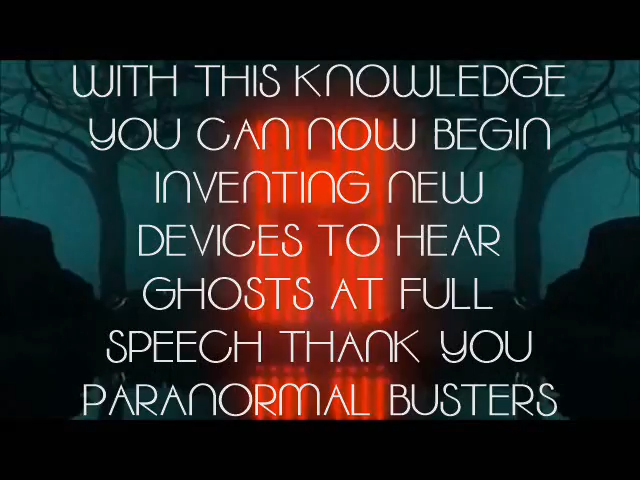 WITH THIS KNOWLEDGE
YOU CAN NOW BEGIN
INVENTING NEW
DEVICES TO HEAR
GHOSTS AT FULL
SPEECH THANK YOU
PARANORMAL BUSTERS